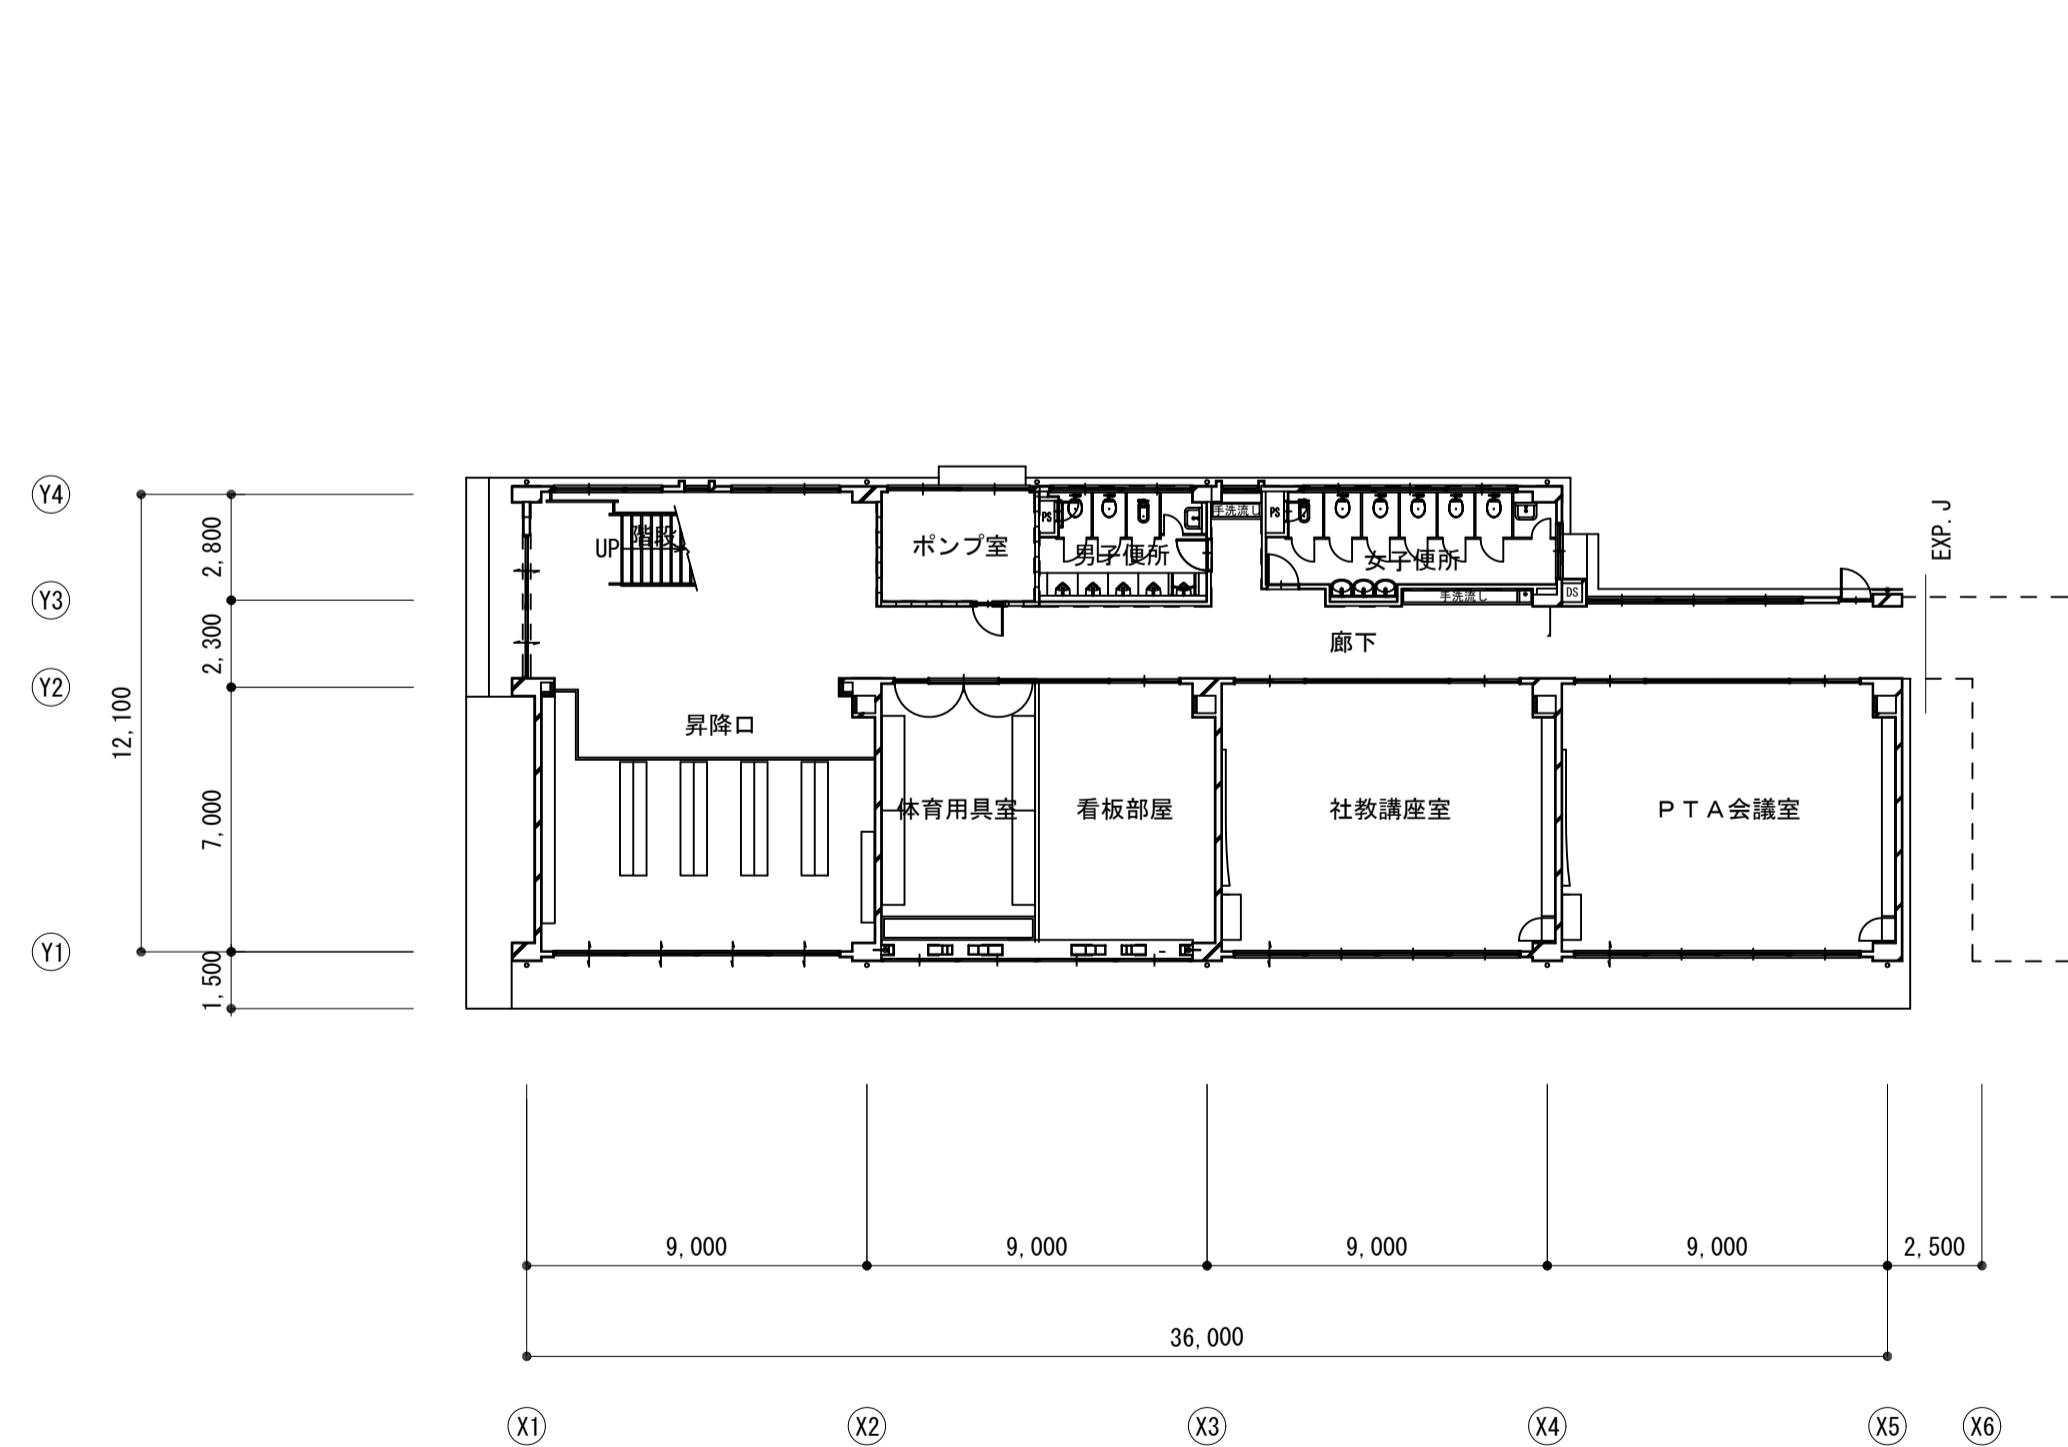 Y4
Y3
Y2
Y1
2,800
2,300
12,100
7,000
1,500
EXP.J
UP
階段
ポンプ室
PS
男子便所
手洗流し
PS
女子便所
手洗流し
DS
廊下
昇降口
体育用具室
看板部屋
社教講座室
ＰＴＡ会議室
9,000
9,000
9,000
9,000
2,500
36,000
X1
X2
X3
X4
X5
X6